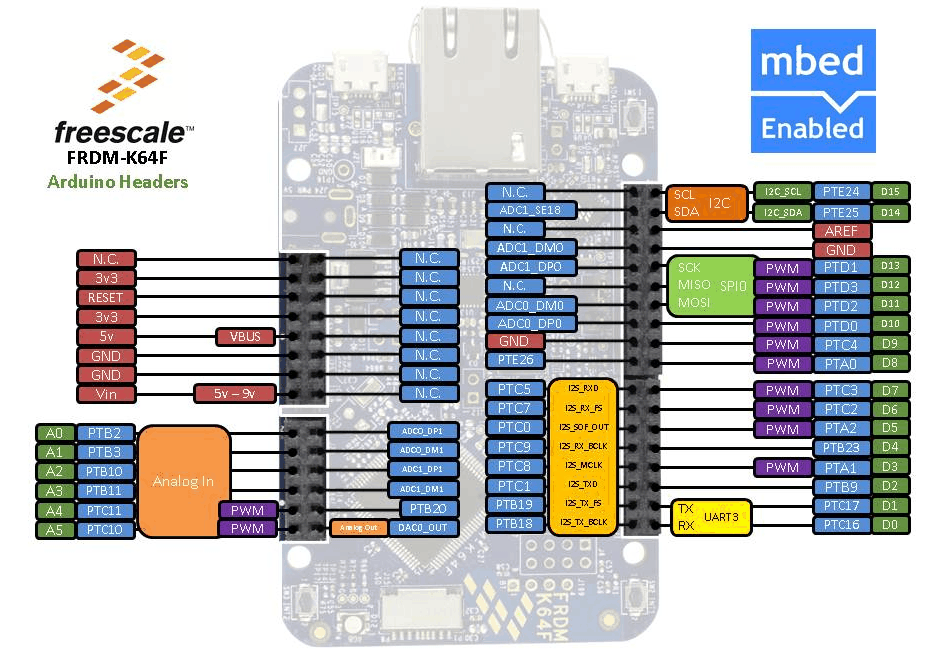 freescale™
FRDM-K64F
Arduino Headers
mbed
Enabled
N.C. N.C.
3v3 N.C.
RESET N.C.
3v3 N.C.
5v VBUS N.C.
GND N.C.
GND N.C.
Vin 5v – 9v N.C.
A0 PTB2 ADC0_DP1
A1 PTB3 ADC0_DM1
A2 PTB10 ADC1_DP1
Analog In
A3 PTB11 ADC1_DM1
A4 PTC11 PWM PTB20
A5 PTC10 PWM Analog Out DAC0_OUT
N.C. SCL I2C_SCL PTE24 D15
I2C
ADC1_SE18 SDA I2C_SDA PTE25 D14
N.C. AREF
ADC1_DM0 GND
ADC1_DP0 SCK PWM PTD1 D13
N.C. MISO SPI0 PWM PTD3 D12
ADC0_DM0 MOSI PWM PTD2 D11
ADC0_DP0 PWM PTD0 D10
GND PWM PTC4 D9
PTE26 PWM PTA0 D8
PTC5 I2S_RXD PWM PTC3 D7
PTC7 I2S_RX_FS PWM PTC2 D6
PTC0 I2S_SOF_OUT PWM PTA2 D5
PTC9 I2S_RX_BCLK PTB23 D4
PTC8 I2S_MCLK PWM PTA1 D3
PTC1 I2S_TXD PTB9 D2
PTB19 I2S_TX_FS TX PTC17 D1
UART3
PTB18 I2S_TX_BCLK RX PTC16 D0
FRDM
K64F